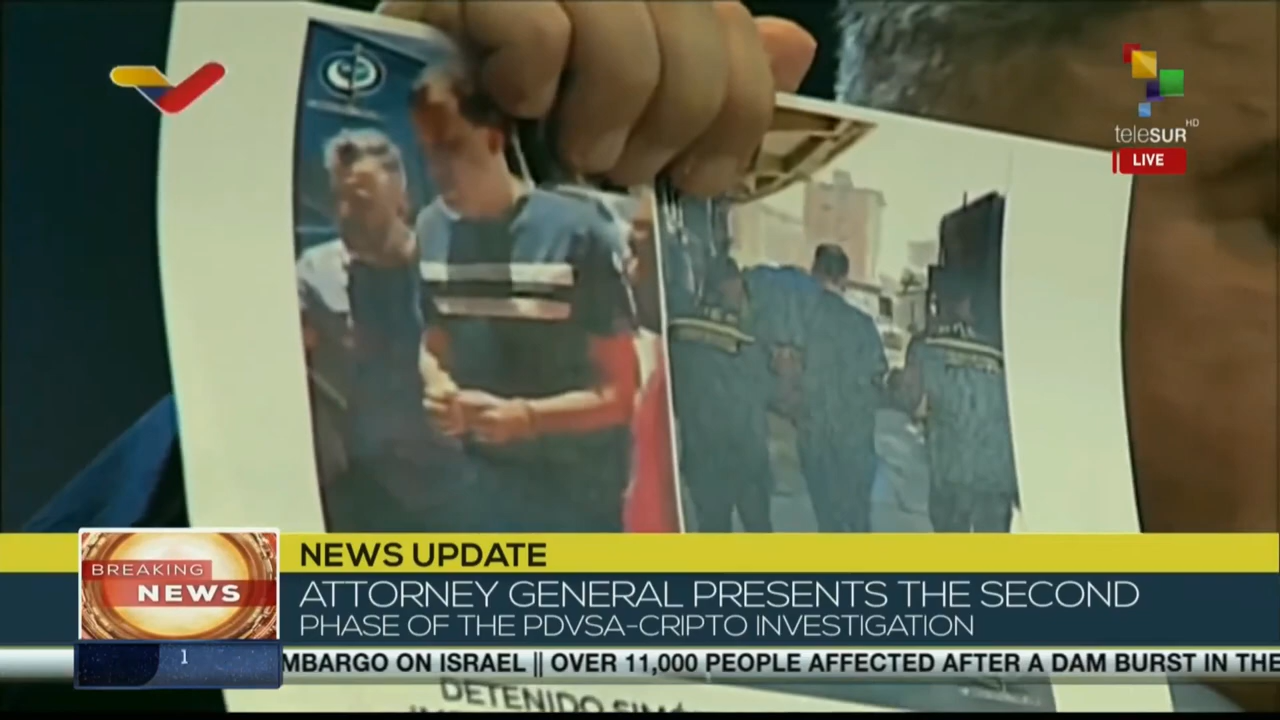 teleSUR HD
LIVE
BREAKING
NEWS
NEWS UPDATE
ATTORNEY GENERAL PRESENTS THE SECOND
PHASE OF THE PDVSA-CRIPTO INVESTIGATION
1
MBARGO ON ISRAEL || OVER 11,000 PEOPLE AFFECTED AFTER A DAM BURST IN THE
DETENIDO